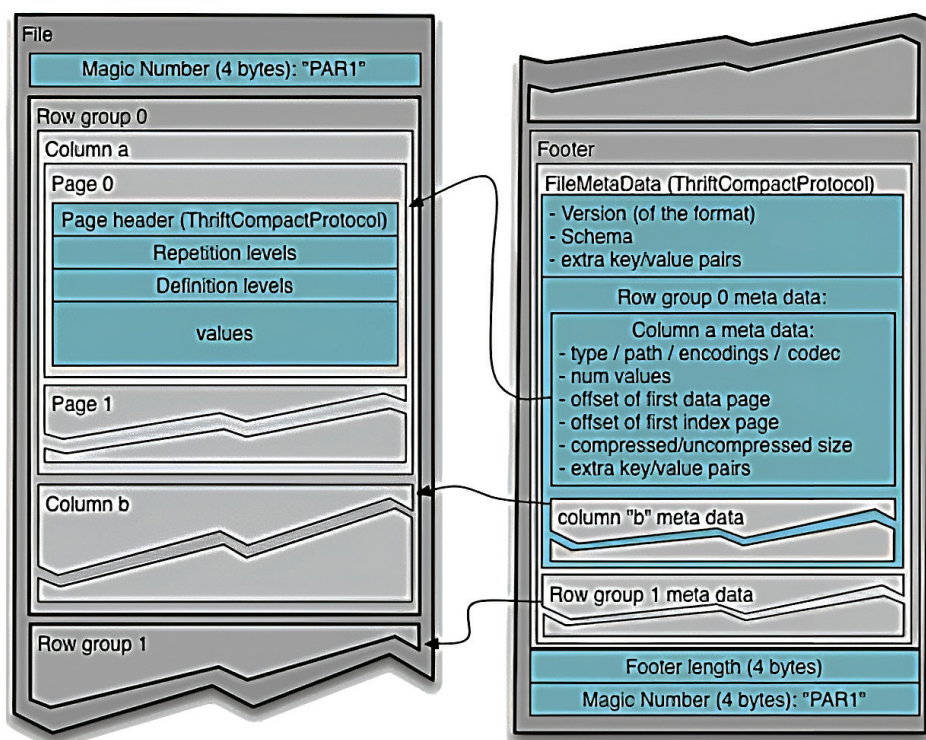 File
Magic Number (4 bytes): "PAR1"
Row group 0
Column a
Page 0
Page header (ThriftCompactProtocol)
Repetition levels
Definition levels
values
Page 1
Column b
Row group 1
Footer
FileMetaData (ThriftCompactProtocol)
- Version (of the format)
- Schema
- extra key/value pairs
Row group 0 meta data:
Column a meta data:
- type / path / encodings / codec
- num values
- offset of first data page
- offset of first index page
- compressed/uncompressed size
- extra key/value pairs
column "b" meta data
Row group 1 meta data
Footer length (4 bytes)
Magic Number (4 bytes): "PAR1"